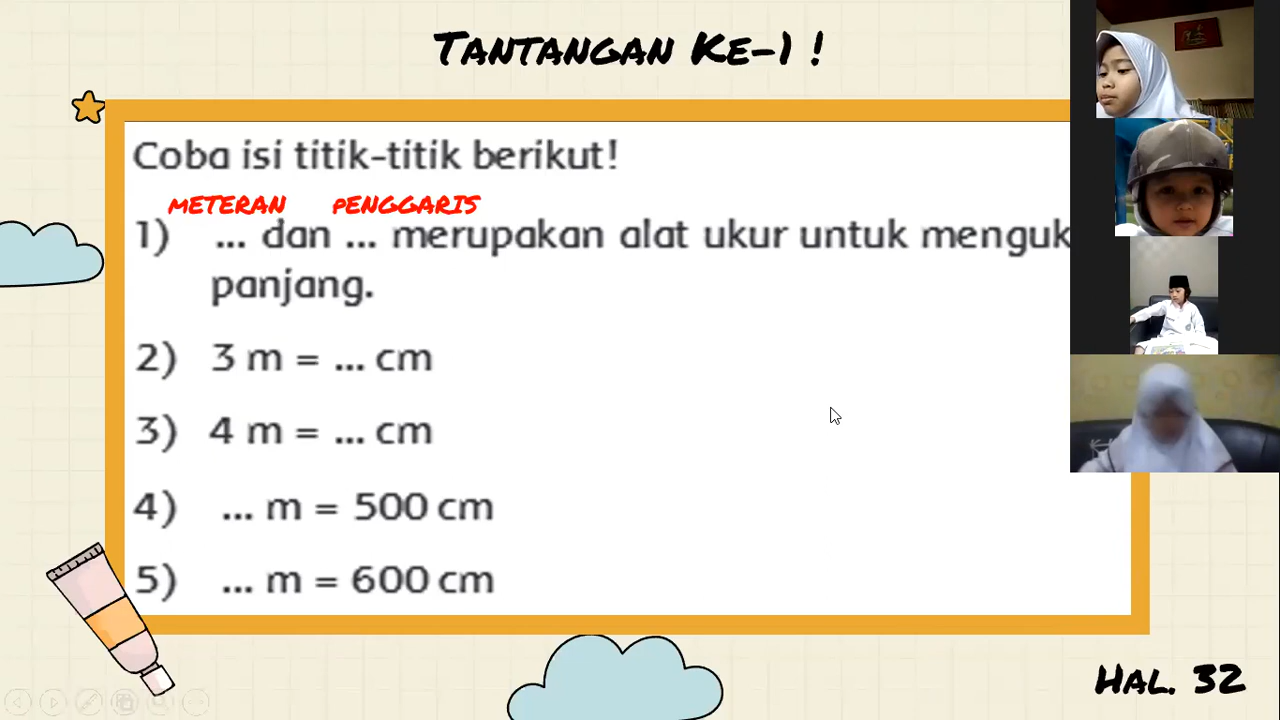 TANTANGAN KE-1 !
Coba isi titik-titik berikut!
METERAN PENGGARIS
1) ... dan ... merupakan alat ukur untuk menguk
panjang.
2) 3 m = ... cm
3) 4 m = ... cm
4) ... m = 500 cm
5) ... m = 600 cm
HAL. 32